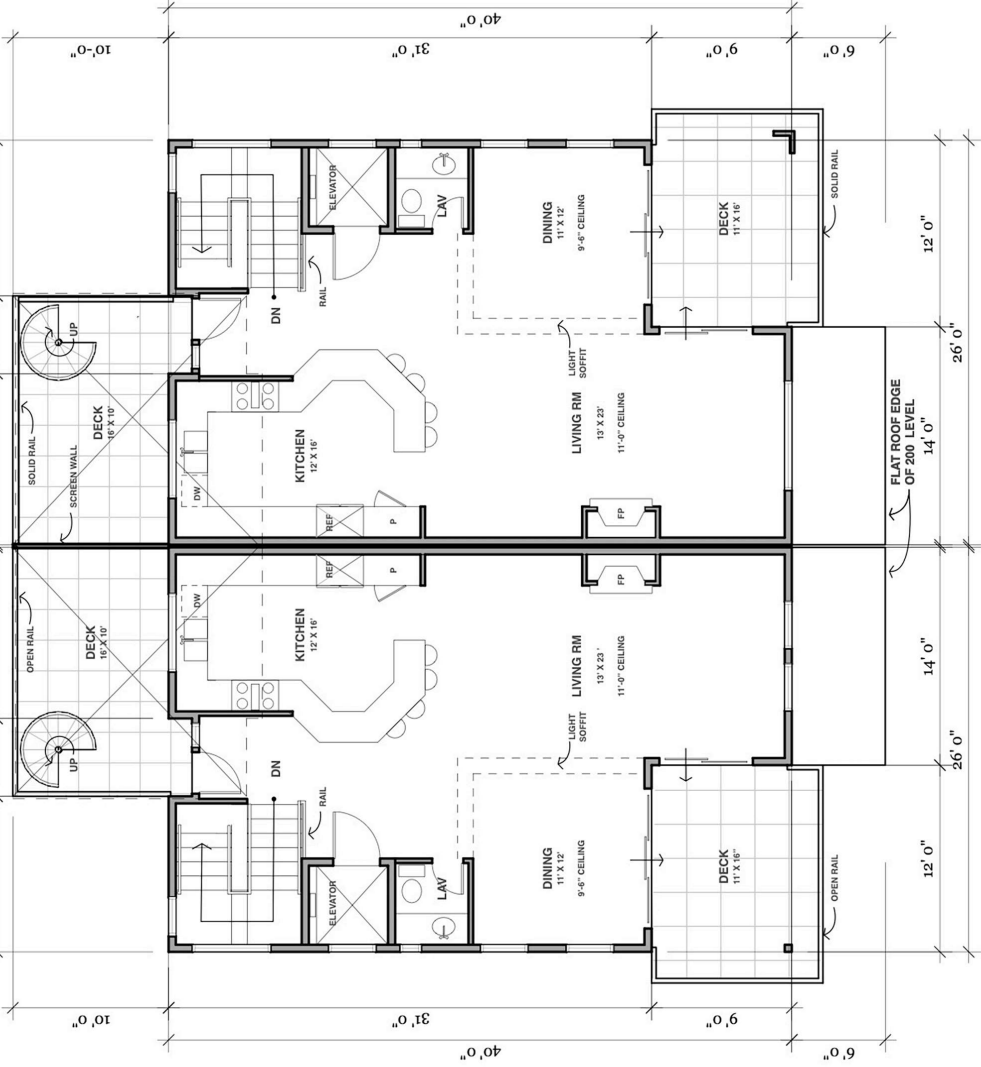 40' 0"
10'-0"
31' 0"
9' 0"
6' 0"
ELEVATOR
LAV
DINING
11' X 12'
9'-6" CEILING
DECK
11' X 16'
SOLID RAIL
12' 0"
RAIL
DN
UP
DECK
16' X 10'
SOLID RAIL
SCREEN WALL
LIGHT
SOFFIT
26' 0"
KITCHEN
12' X 16'
DW
REF
P
LIVING RM
13' X 23'
11'-0" CEILING
FP
FLAT ROOF EDGE
OF 200 LEVEL
14' 0"
OPEN RAIL
DECK
16' X 10'
UP
DW
REF
P
KITCHEN
12' X 16'
FP
LIVING RM
13' X 23 '
11'-0" CEILING
14' 0"
LIGHT
SOFFIT
DN
RAIL
26' 0"
ELEVATOR
LAV
DINING
11' X 12'
9'-6" CEILING
DECK
11' X 16"
OPEN RAIL
12' 0"
10' 0"
31' 0"
9' 0"
6' 0"
40' 0"